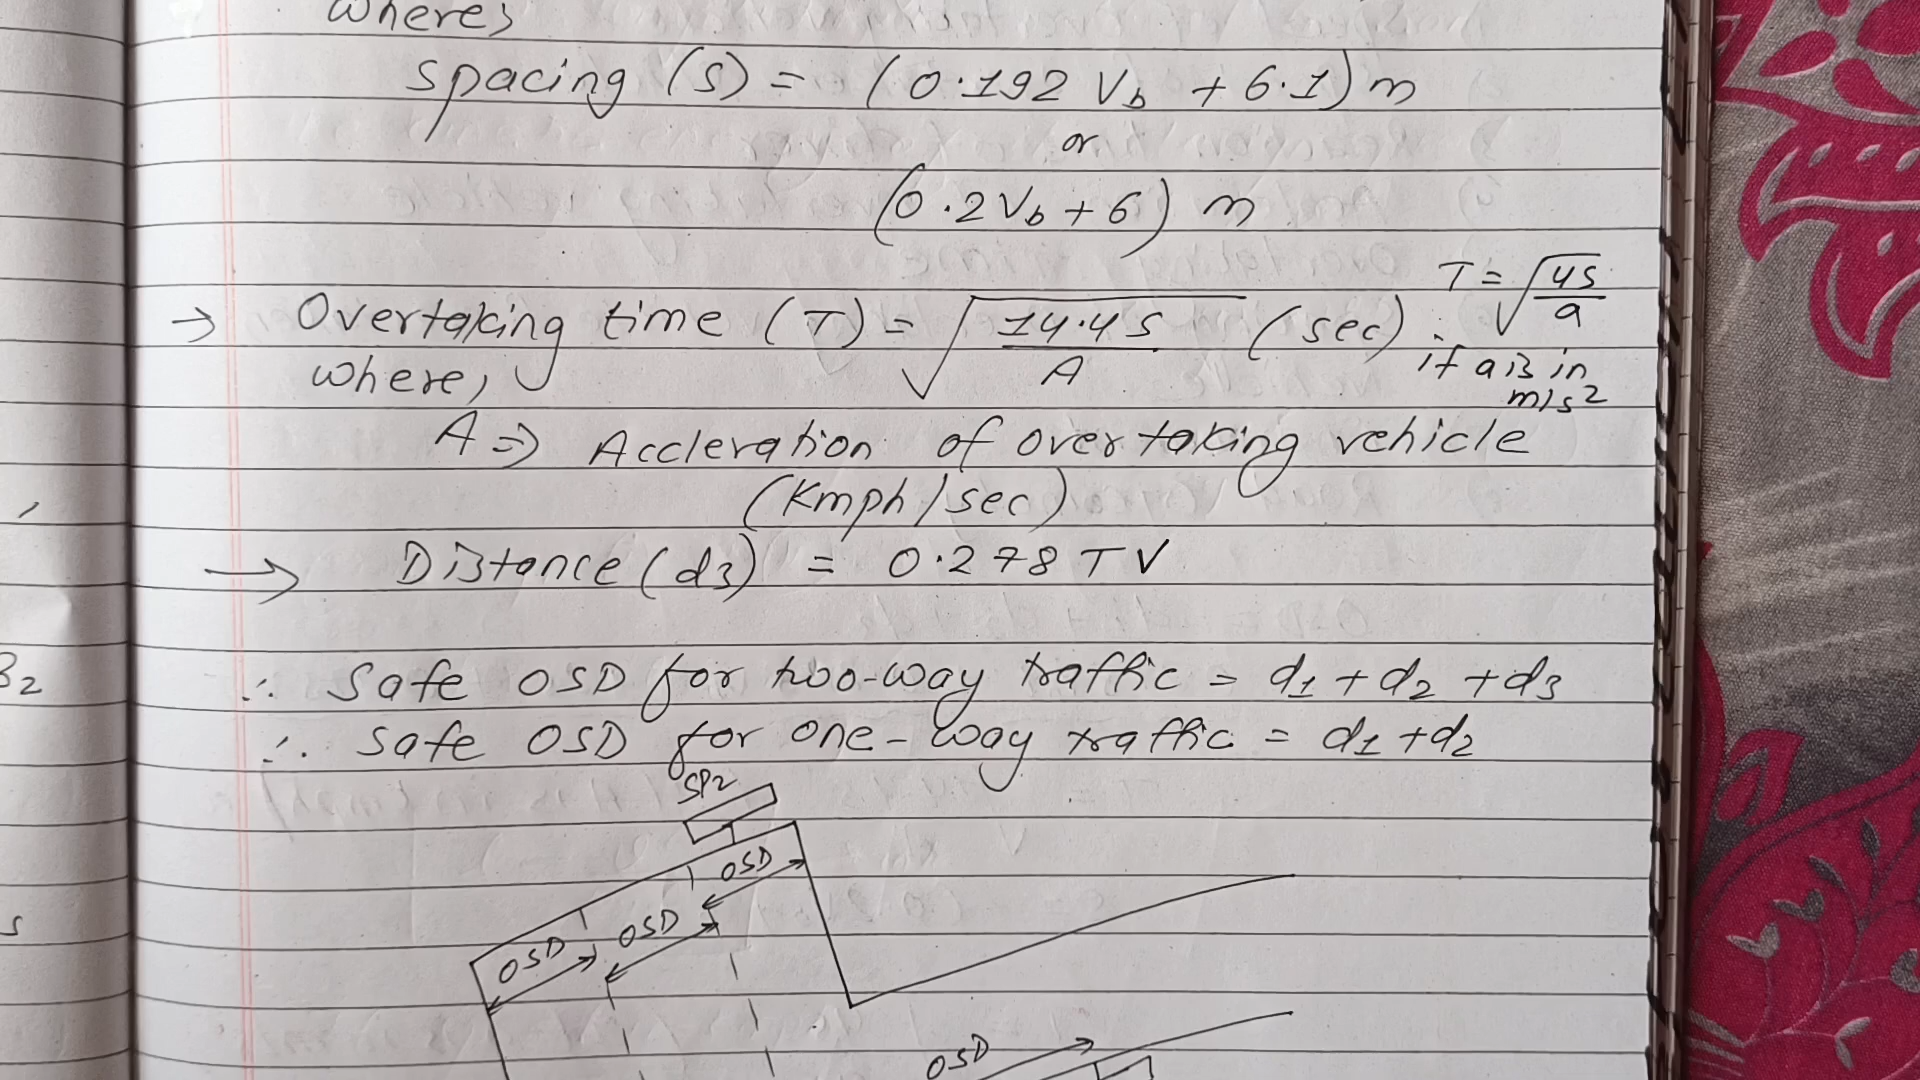 where,
spacing (s) = (0.192 Vb + 6.1) m
or
(0.2 Vb + 6) m
→ Overtaking time (T) = √(14.4 S / A) (sec). T = √(4S / a)
where, if a is in m/s²
A ⇒ Accleration of overtaking vehicle
(Kmph/sec)
→ Distance (d3) = 0.278 TV
∴ Safe OSD for two-way traffic = d1 + d2 + d3
∴ Safe OSD for one-way traffic = d1 + d2
SP2
OSD
OSD
OSD
OSD